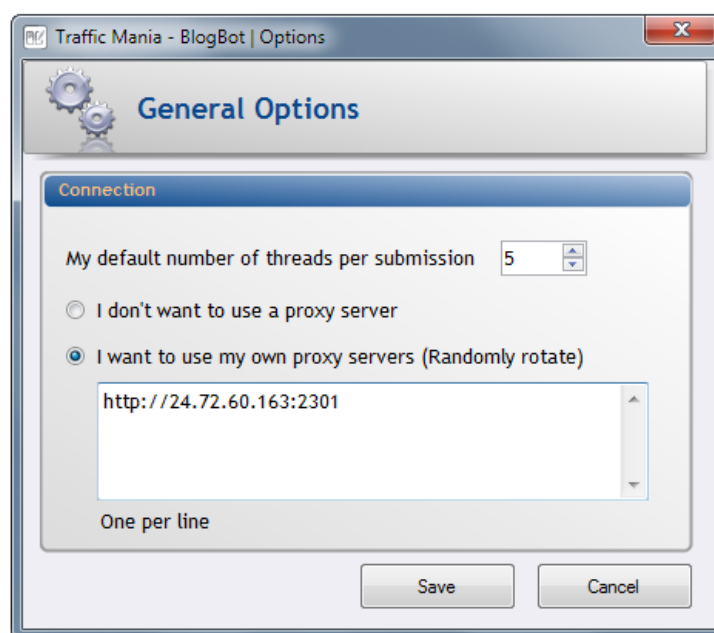 Traffic Mania - BlogBot | Options
General Options
Connection
My default number of threads per submission 5
I don't want to use a proxy server
I want to use my own proxy servers (Randomly rotate)
http://24.72.60.163:2301
One per line
Save Cancel